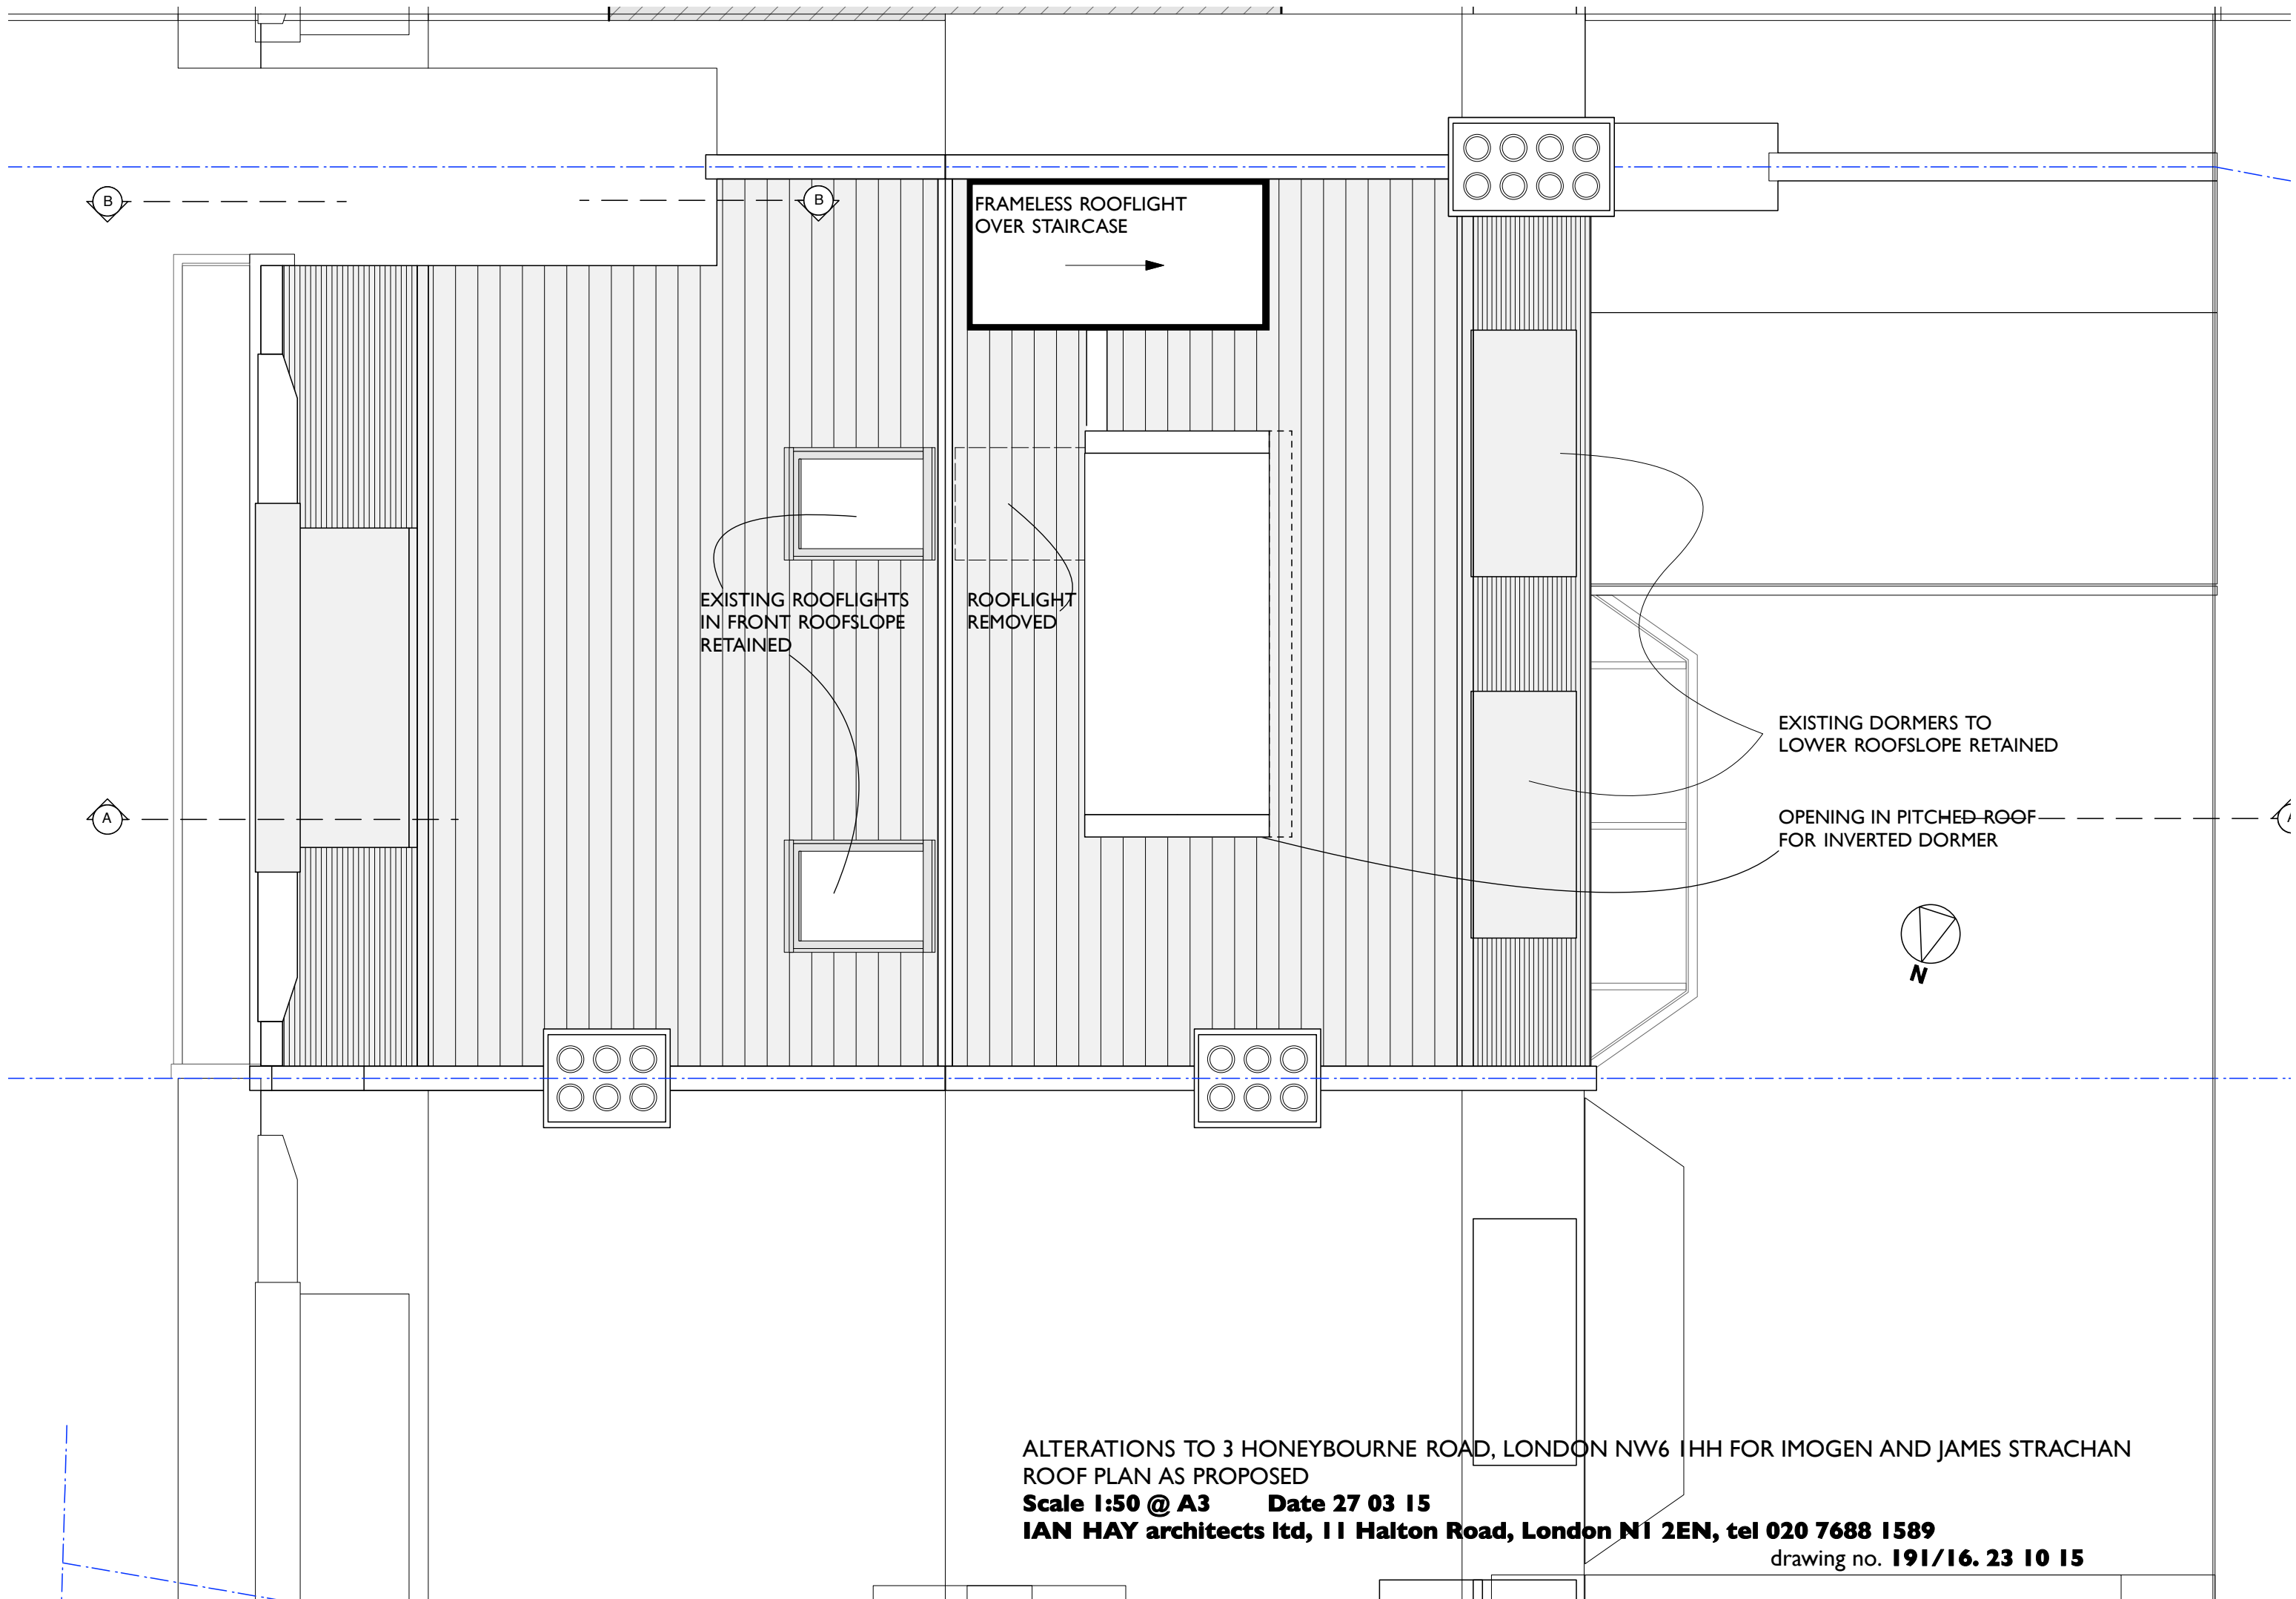 B
B
FRAMELESS ROOFLIGHT
OVER STAIRCASE
EXISTING ROOFLIGHTS
IN FRONT ROOFSLOPE
RETAINED
ROOFLIGHT
REMOVED
EXISTING DORMERS TO
LOWER ROOFSLOPE RETAINED
A
OPENING IN PITCHED ROOF
FOR INVERTED DORMER
A
N
ALTERATIONS TO 3 HONEYBOURNE ROAD, LONDON NW6 1HH FOR IMOGEN AND JAMES STRACHAN
ROOF PLAN AS PROPOSED
Scale 1:50 @ A3 Date 27 03 15
IAN HAY architects ltd, 11 Halton Road, London N1 2EN, tel 020 7688 1589
drawing no. 191/16. 23 10 15